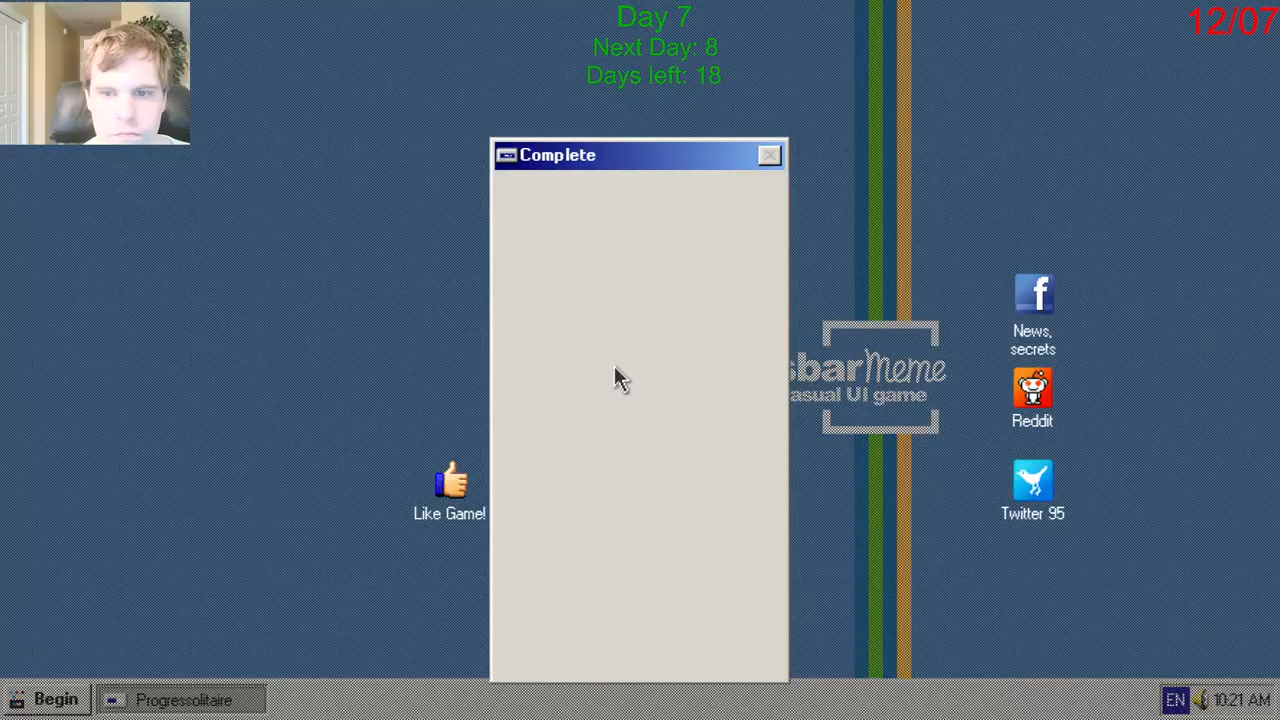 Day 7
Next Day: 8
Days left: 18
12/07
Complete
News,
secrets
Meme
Reddit
Like Game!
Twitter 95
Begin
Progressolitaire
EN
10:21 AM